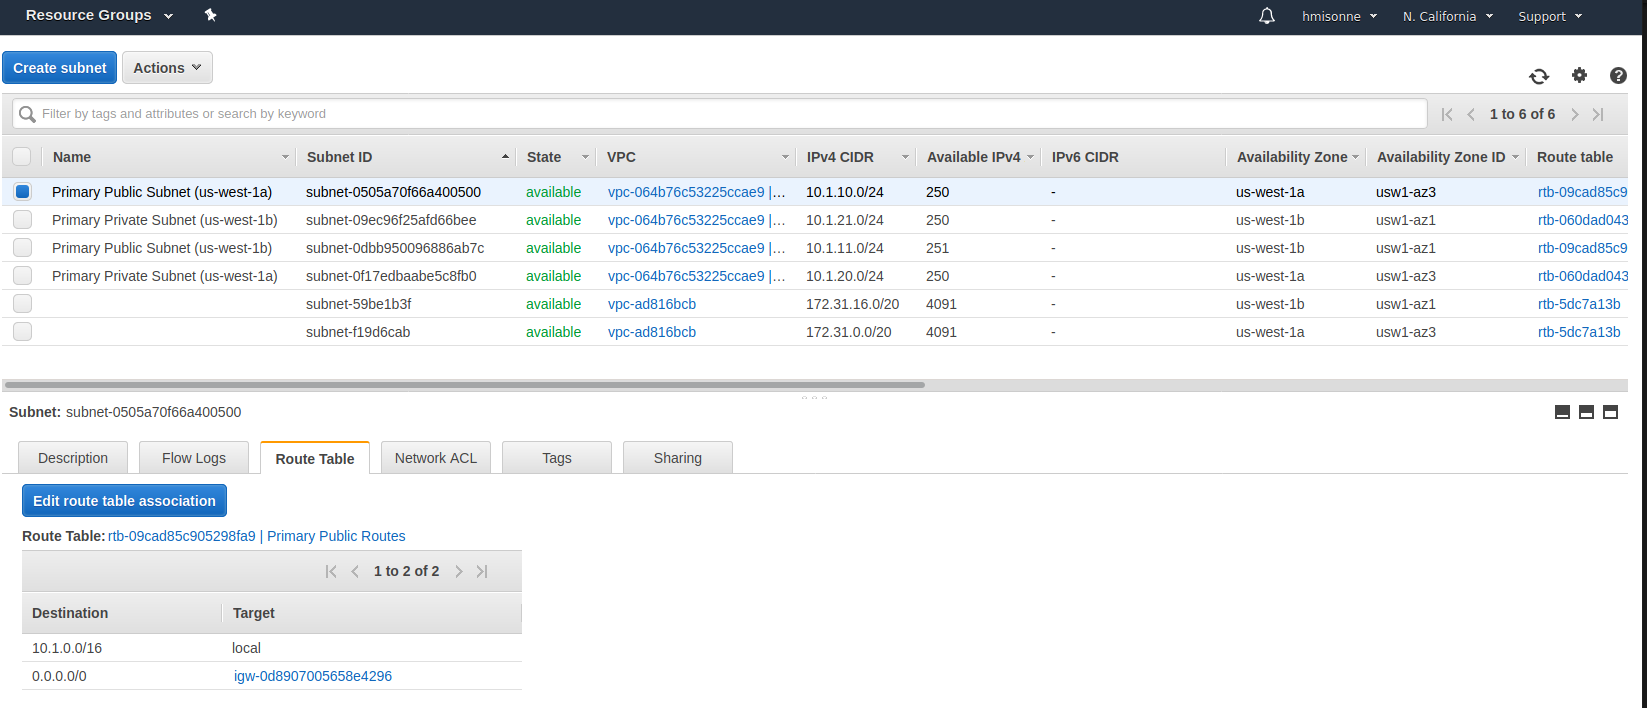 Resource Groups hmisonne N. California Support
Create subnet Actions
Filter by tags and attributes or search by keyword 1 to 6 of 6
Name Subnet ID State VPC IPv4 CIDR Available IPv4 IPv6 CIDR Availability Zone Availability Zone ID Route table
Primary Public Subnet (us-west-1a) subnet-0505a70f66a400500 available vpc-064b76c53225ccae9 |... 10.1.10.0/24 250 - us-west-1a usw1-az3 rtb-09cad85c9
Primary Private Subnet (us-west-1b) subnet-09ec96f25afd66bee available vpc-064b76c53225ccae9 |... 10.1.21.0/24 250 - us-west-1b usw1-az1 rtb-060dad043
Primary Public Subnet (us-west-1b) subnet-0dbb950096886ab7c available vpc-064b76c53225ccae9 |... 10.1.11.0/24 251 - us-west-1b usw1-az1 rtb-09cad85c9
Primary Private Subnet (us-west-1a) subnet-0f17edbaabe5c8fb0 available vpc-064b76c53225ccae9 |... 10.1.20.0/24 250 - us-west-1a usw1-az3 rtb-060dad043
subnet-59be1b3f available vpc-ad816bcb 172.31.16.0/20 4091 - us-west-1b usw1-az1 rtb-5dc7a13b
subnet-f19d6cab available vpc-ad816bcb 172.31.0.0/20 4091 - us-west-1a usw1-az3 rtb-5dc7a13b
Subnet: subnet-0505a70f66a400500
Description Flow Logs Route Table Network ACL Tags Sharing
Edit route table association
Route Table: rtb-09cad85c905298fa9 | Primary Public Routes
1 to 2 of 2
Destination Target
10.1.0.0/16 local
0.0.0.0/0 igw-0d8907005658e4296